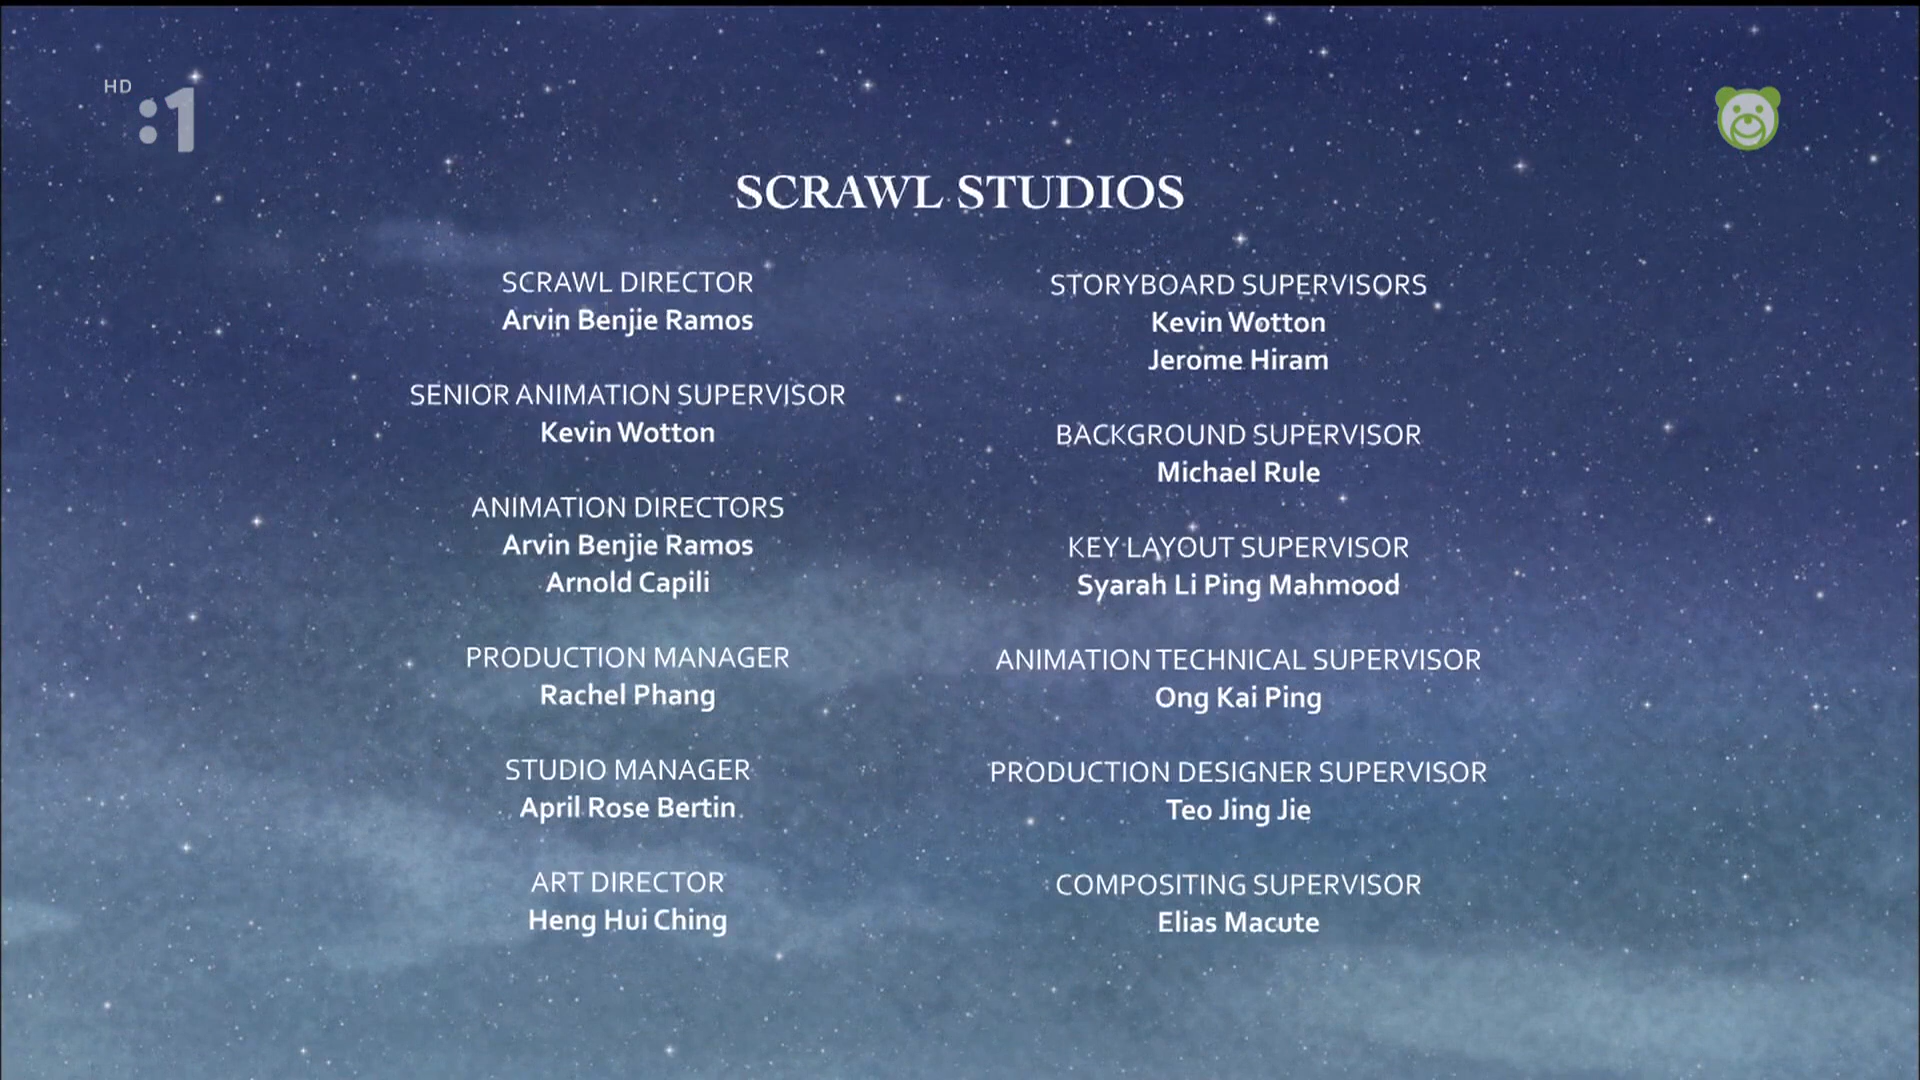 HD
:1
SCRAWL STUDIOS
SCRAWL DIRECTOR
Arvin Benjie Ramos
SENIOR ANIMATION SUPERVISOR
Kevin Wotton
ANIMATION DIRECTORS
Arvin Benjie Ramos
Arnold Capili
PRODUCTION MANAGER
Rachel Phang
STUDIO MANAGER
April Rose Bertin
ART DIRECTOR
Heng Hui Ching
STORYBOARD SUPERVISORS
Kevin Wotton
Jerome Hiram
BACKGROUND SUPERVISOR
Michael Rule
KEY LAYOUT SUPERVISOR
Syarah Li Ping Mahmood
ANIMATION TECHNICAL SUPERVISOR
Ong Kai Ping
PRODUCTION DESIGNER SUPERVISOR
Teo Jing Jie
COMPOSITING SUPERVISOR
Elias Macute